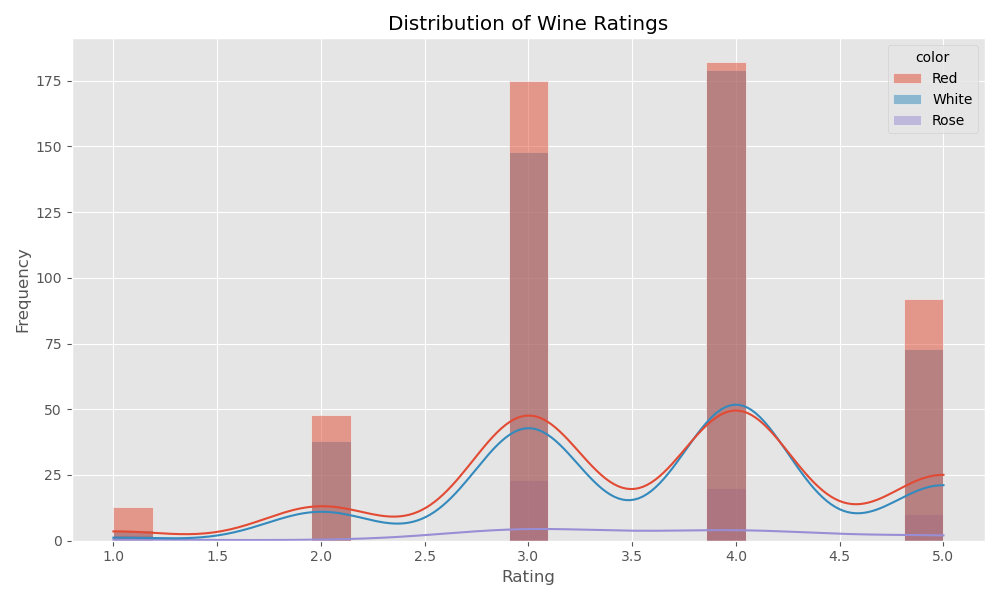 Distribution of Wine Ratings
color
Red
White
Rose
Frequency
175
150
125
100
75
50
25
0
1.0 1.5 2.0 2.5 3.0 3.5 4.0 4.5 5.0
Rating